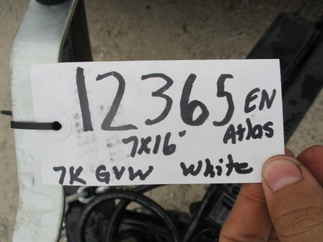 12365 EN
7X16' Atlas
7K GVW White